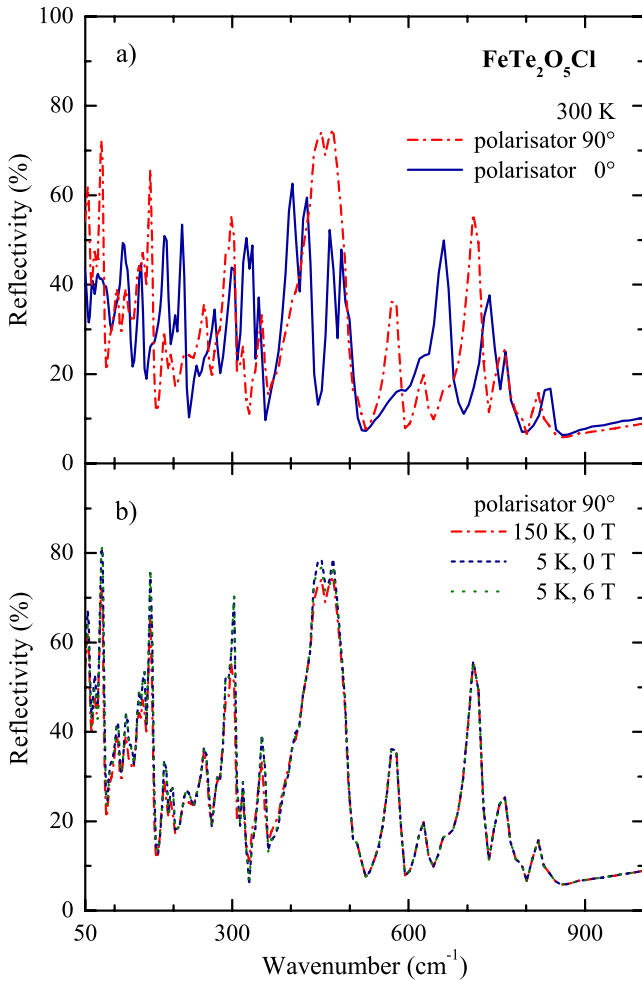 100
a)
FeTe₂O₅Cl
80
300 K
polarisator 90°
polarisator 0°
60
40
20
0
Reflectivity (%)
b)
polarisator 90°
150 K, 0 T
80
5 K, 0 T
5 K, 6 T
60
40
20
0
Reflectivity (%)
50 300 600 900
Wavenumber (cm⁻¹)